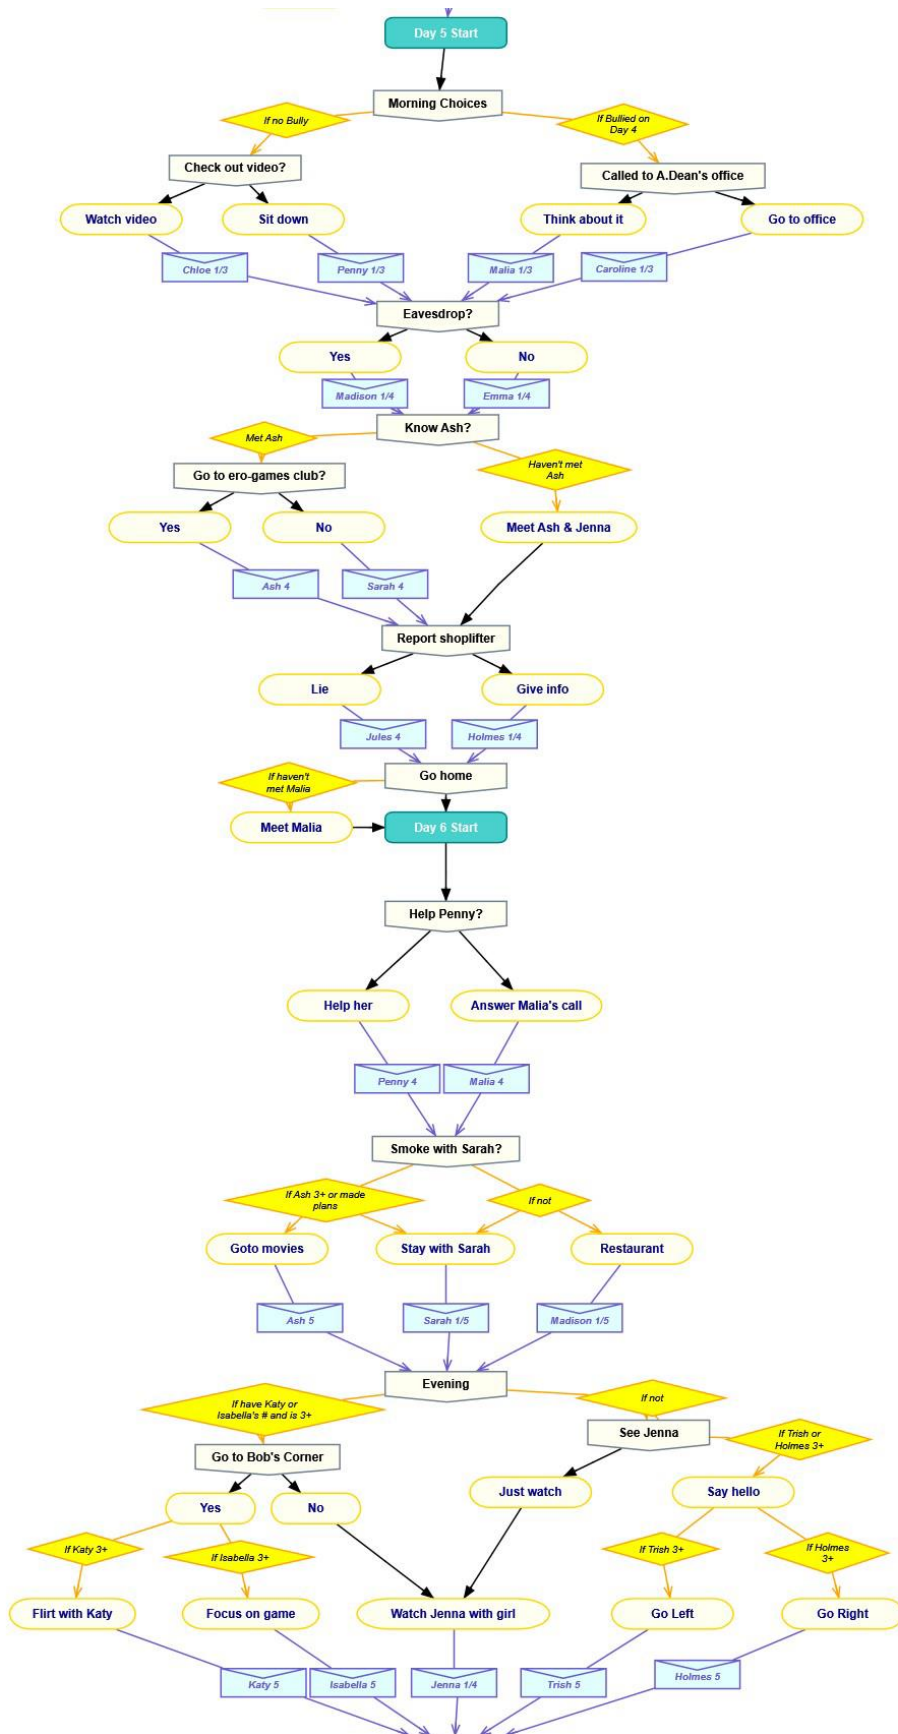 Day 5 Start
Morning Choices
If no Bully
If Bullied on
Day 4
Check out video?
Called to A.Dean's office
Watch video
Sit down
Think about it
Go to office
Chloe 1/3
Penny 1/3
Malia 1/3
Caroline 1/3
Eavesdrop?
Yes
No
Madison 1/4
Emma 1/4
Know Ash?
Met Ash
Haven't met
Ash
Go to ero-games club?
Yes
No
Meet Ash & Jenna
Ash 4
Sarah 4
Report shoplifter
Lie
Give info
Jules 4
Holmes 1/4
If haven't
met Malia
Go home
Meet Malia
Day 6 Start
Help Penny?
Help her
Answer Malia's call
Penny 4
Malia 4
Smoke with Sarah?
If Ash 3+ or made
plans
If not
Goto movies
Stay with Sarah
Restaurant
Ash 5
Sarah 1/5
Madison 1/5
Evening
If have Katy or
Isabella's # and is 3+
If not
See Jenna
If Trish or
Holmes 3+
Go to Bob's Corner
Just watch
Say hello
Yes
No
If Katy 3+
If Isabella 3+
If Trish 3+
If Holmes
3+
Flirt with Katy
Focus on game
Watch Jenna with girl
Go Left
Go Right
Katy 5
Isabella 5
Jenna 1/4
Trish 5
Holmes 5